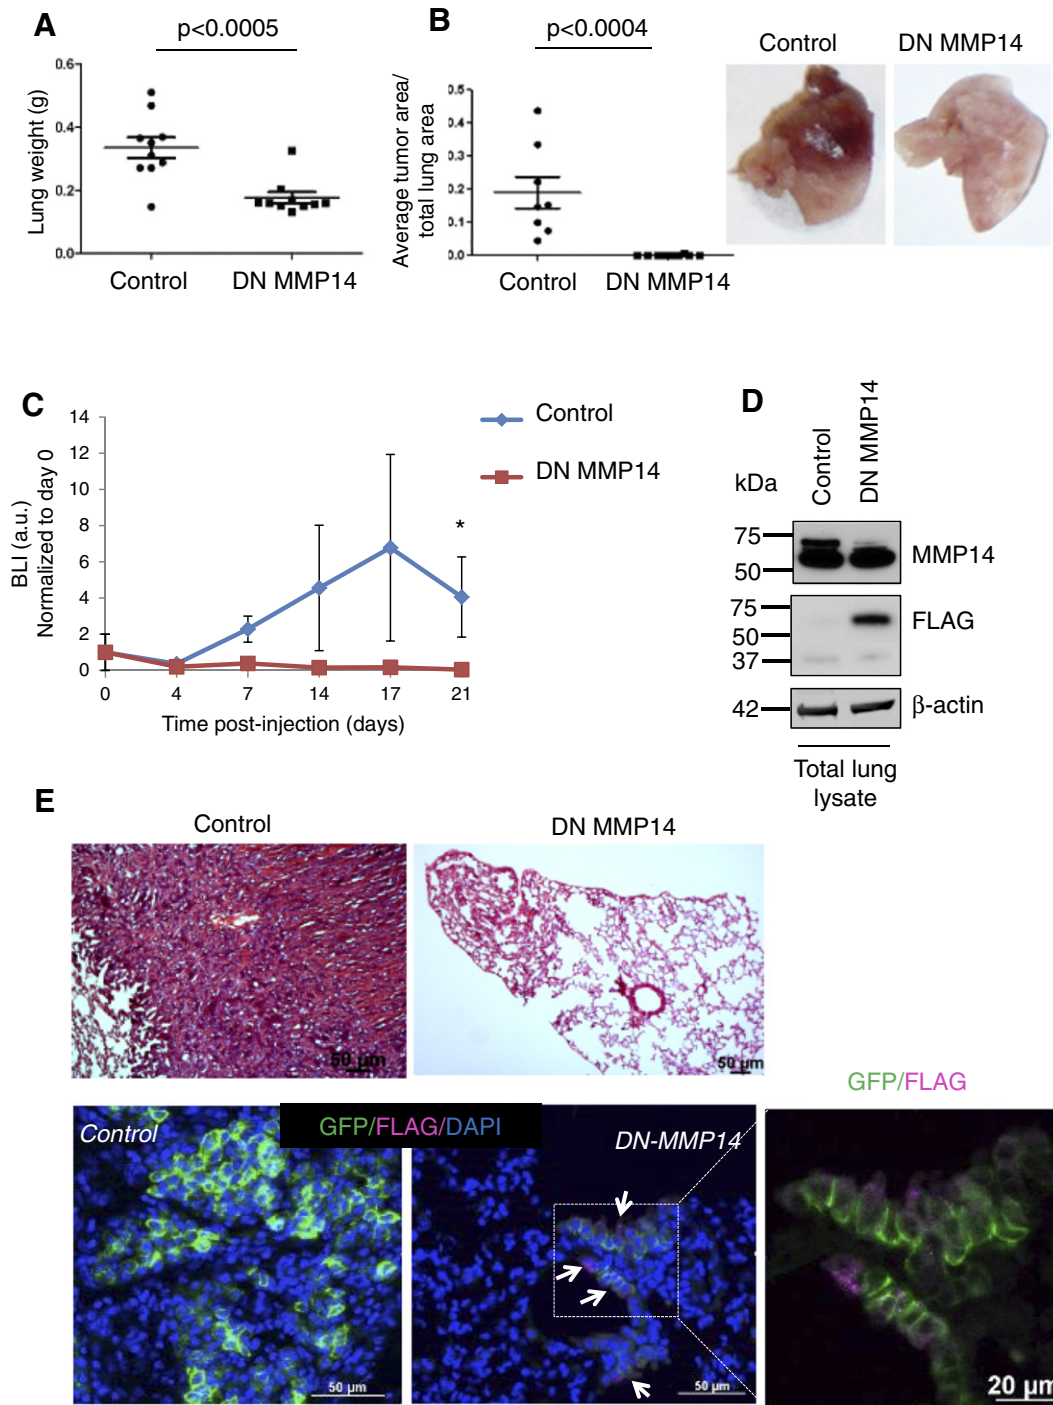 A
p<0.0005
Lung weight (g)
0.6
0.4
0.2
0.0
Control
DN MMP14
B
p<0.0004
Average tumor area/
total lung area
0.5
0.4
0.3
0.2
0.1
0.0
Control
DN MMP14
Control
DN MMP14
C
BLI (a.u.)
Normalized to day 0
14
12
10
8
6
4
2
0
0
4
7
14
17
21
*
Time post-injection (days)
Control
DN MMP14
D
Control
DN MMP14
kDa
75
50
MMP14
75
50
37
FLAG
42
β-actin
Total lung
lysate
E
Control
DN MMP14
50 µm
50 µm
GFP/FLAG
Control
GFP/FLAG/DAPI
DN-MMP14
50 µm
50 µm
20 µm